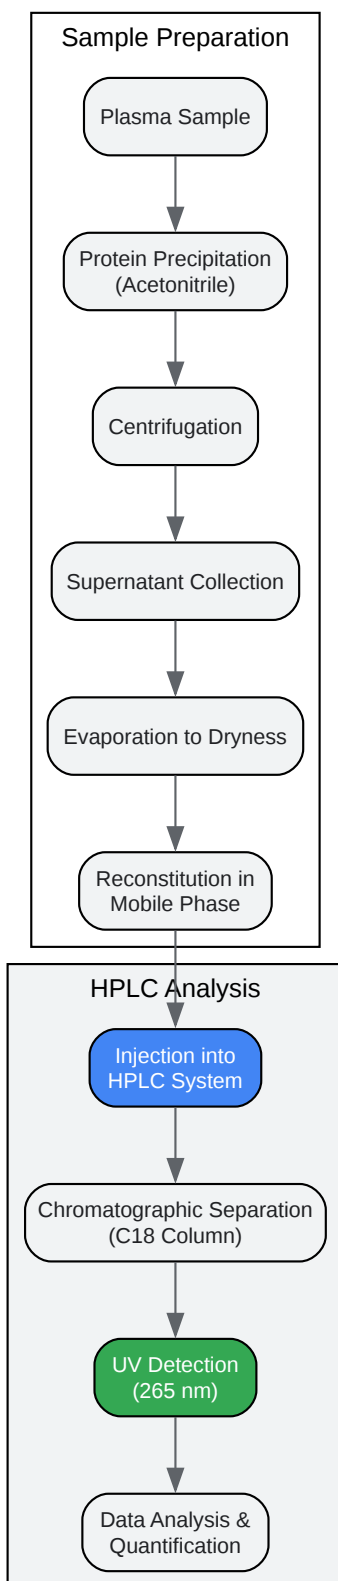 Sample Preparation
Plasma Sample
Protein Precipitation
(Acetonitrile)
Centrifugation
Supernatant Collection
Evaporation to Dryness
Reconstitution in
Mobile Phase
HPLC Analysis
Injection into
HPLC System
Chromatographic Separation
(C18 Column)
UV Detection
(265 nm)
Data Analysis &
Quantification